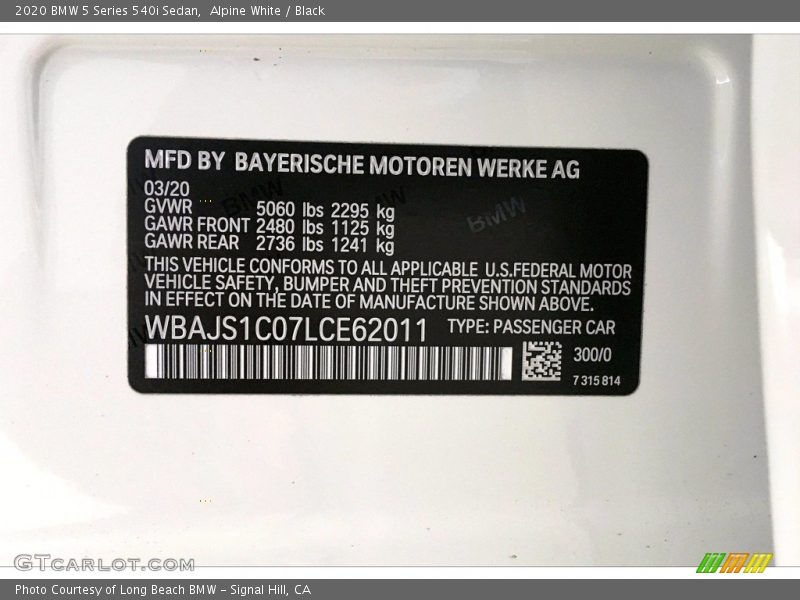 2020 BMW 5 Series 540i Sedan, Alpine White / Black
MFD BY BAYERISCHE MOTOREN WERKE AG
03/20
GVWR 5060 lbs 2295 kg
GAWR FRONT 2480 lbs 1125 kg
GAWR REAR 2736 lbs 1241 kg
BMW
BMW
THIS VEHICLE CONFORMS TO ALL APPLICABLE U.S.FEDERAL MOTOR
VEHICLE SAFETY, BUMPER AND THEFT PREVENTION STANDARDS
IN EFFECT ON THE DATE OF MANUFACTURE SHOWN ABOVE.
WBAJS1C07LCE62011 TYPE: PASSENGER CAR
300/0
7 315 814
GTCARLOT.COM
Photo Courtesy of Long Beach BMW - Signal Hill, CA